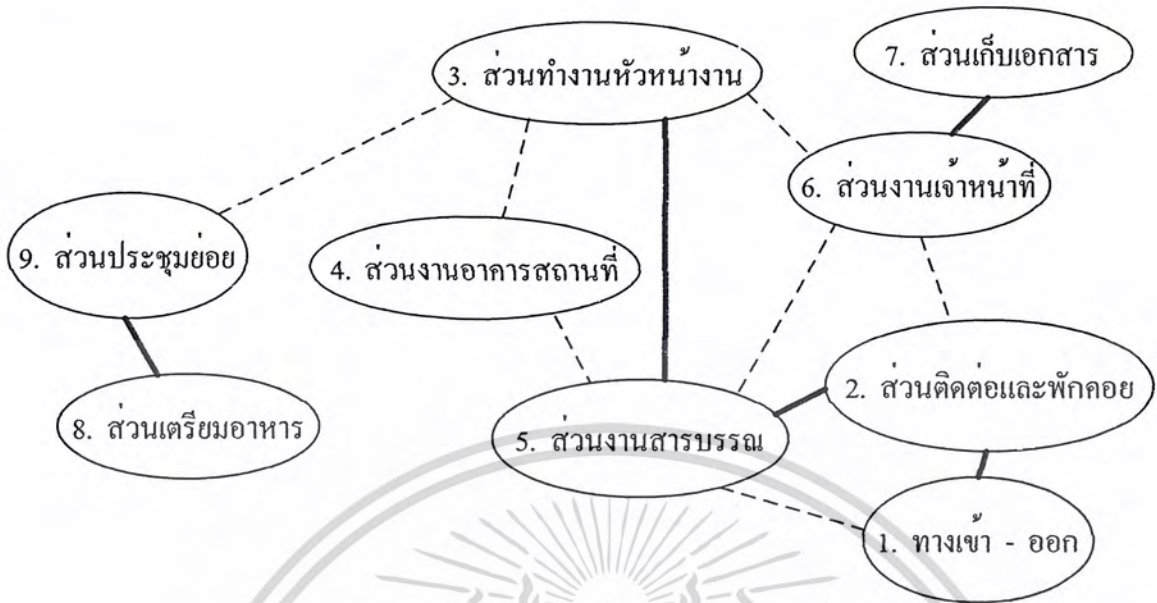 3. ส่วนทำงานหัวหน้างาน
7. ส่วนเก็บเอกสาร
6. ส่วนงานเจ้าหน้าที่
9. ส่วนประชุมย่อย
4. ส่วนงานอาคารสถานที่
2. ส่วนติดต่อและพักคอย
8. ส่วนเตรียมอาหาร
5. ส่วนงานสารบรรณ
1. ทางเข้า - ออก